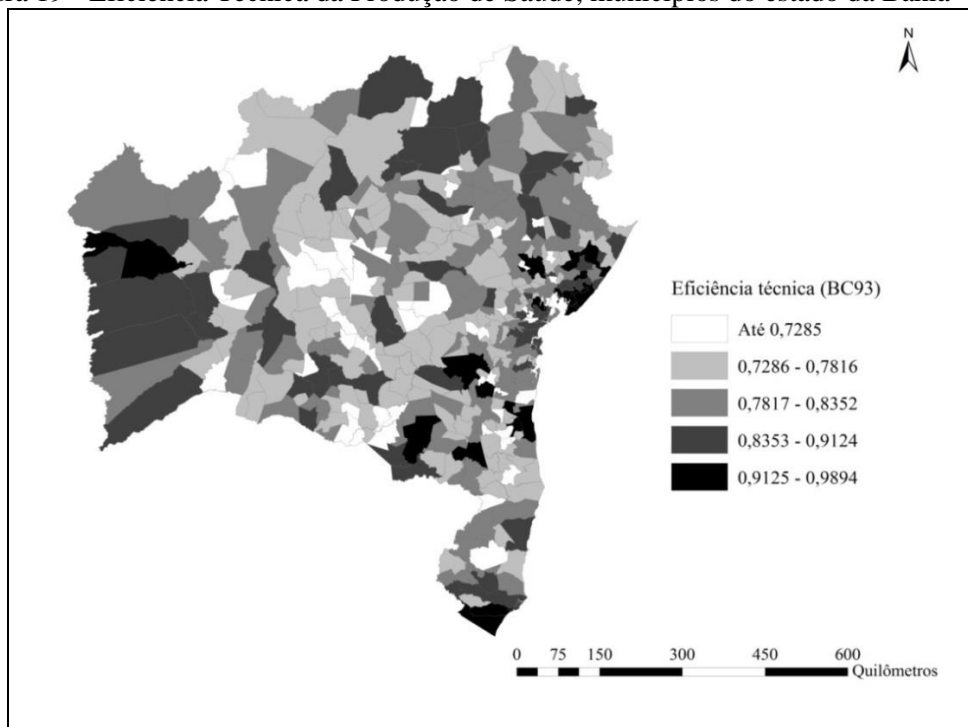 19 – Eficiência Técnica da Produção de Saúde, municípios do estado da Bahia
N
Eficiência técnica (BC93)
Até 0,7285
0,7286 - 0,7816
0,7817 - 0,8352
0,8353 - 0,9124
0,9125 - 0,9894
0 75 150 300 450 600
Quilômetros